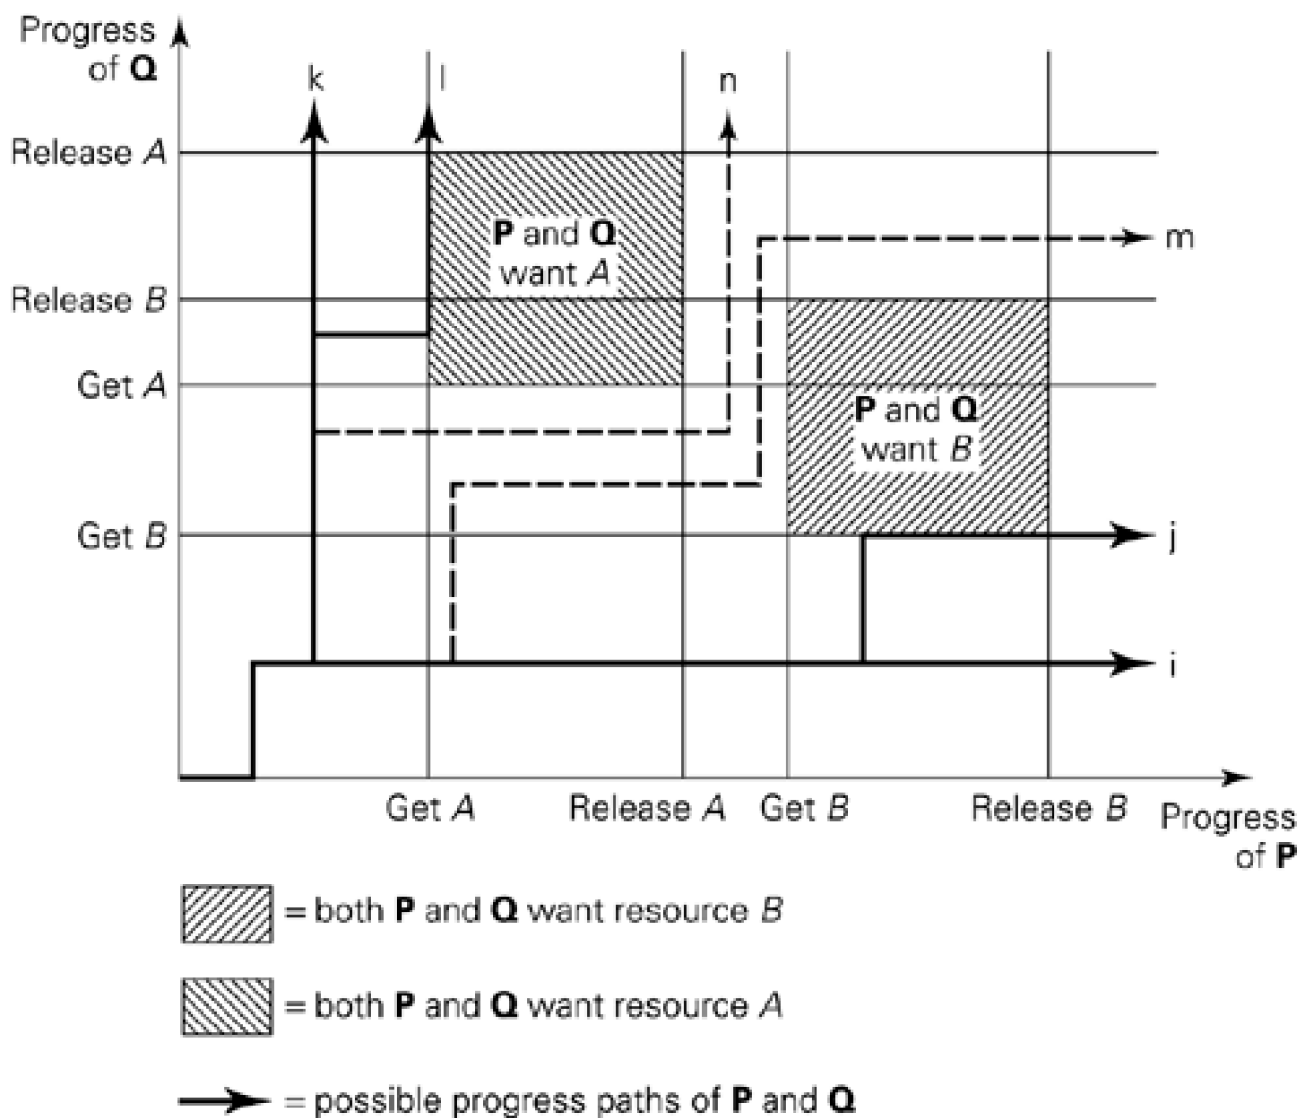 Progress
of Q
k
l
n
Release A
P and Q
want A
m
Release B
Get A
P and Q
want B
Get B
j
i
Get A
Release A
Get B
Release B
Progress
of P
= both P and Q want resource B
= both P and Q want resource A
= possible progress paths of P and Q